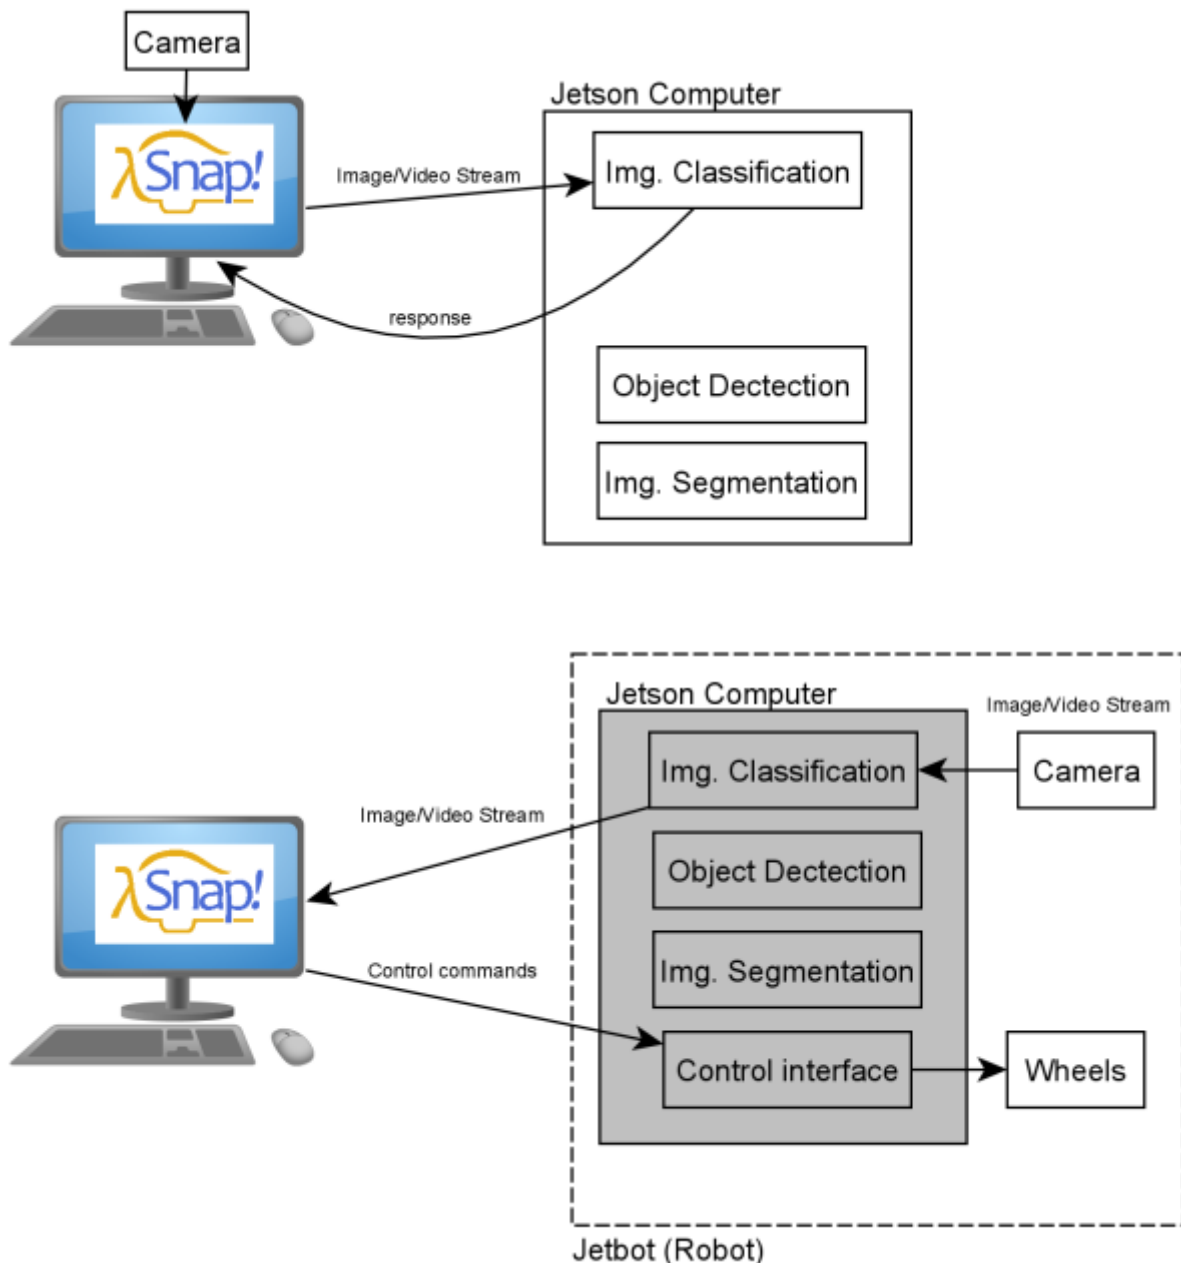 Camera
Jetson Computer
λSnap!
Image/Video Stream
Img. Classification
response
Object Dectection
Img. Segmentation
Jetson Computer
Image/Video Stream
Img. Classification
Camera
Image/Video Stream
λSnap!
Object Dectection
Control commands
Img. Segmentation
Control interface
Wheels
Jetbot (Robot)